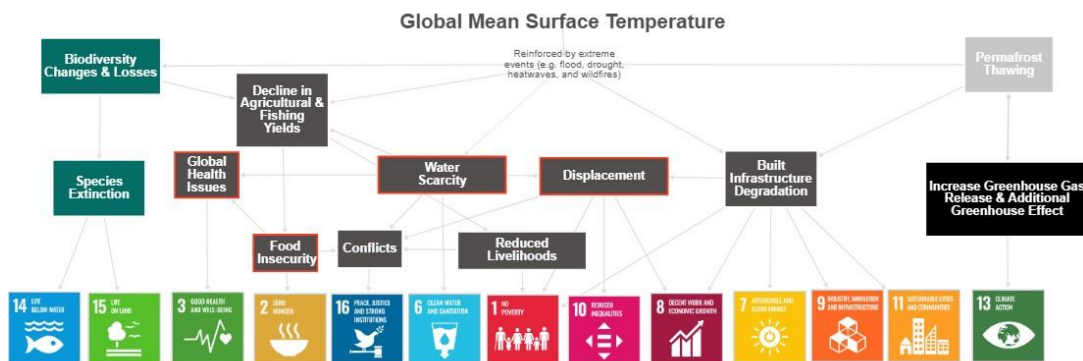 Global Mean Surface Temperature
Reinforced by extreme
events (e.g. flood, drought,
heatwaves, and wildfires)
Biodiversity
Changes & Losses
Permafrost
Thawing
Decline in
Agricultural &
Fishing
Yields
Species
Extinction
Global
Health
Issues
Water
Scarcity
Displacement
Built
Infrastructure
Degradation
Increase Greenhouse Gas
Release & Additional
Greenhouse Effect
Food
Insecurity
Conflicts
Reduced
Livelihoods
14 LIFE
BELOW WATER
15 LIFE
ON LAND
3 GOOD HEALTH
AND WELL-BEING
2 ZERO
HUNGER
16 PEACE, JUSTICE
AND STRONG
INSTITUTIONS
6 CLEAN WATER
AND SANITATION
1 NO
POVERTY
10 REDUCED
INEQUALITIES
8 DECENT WORK AND
ECONOMIC GROWTH
7 AFFORDABLE AND
CLEAN ENERGY
9 INDUSTRY, INNOVATION
AND INFRASTRUCTURE
11 SUSTAINABLE CITIES
AND COMMUNITIES
13 CLIMATE
ACTION